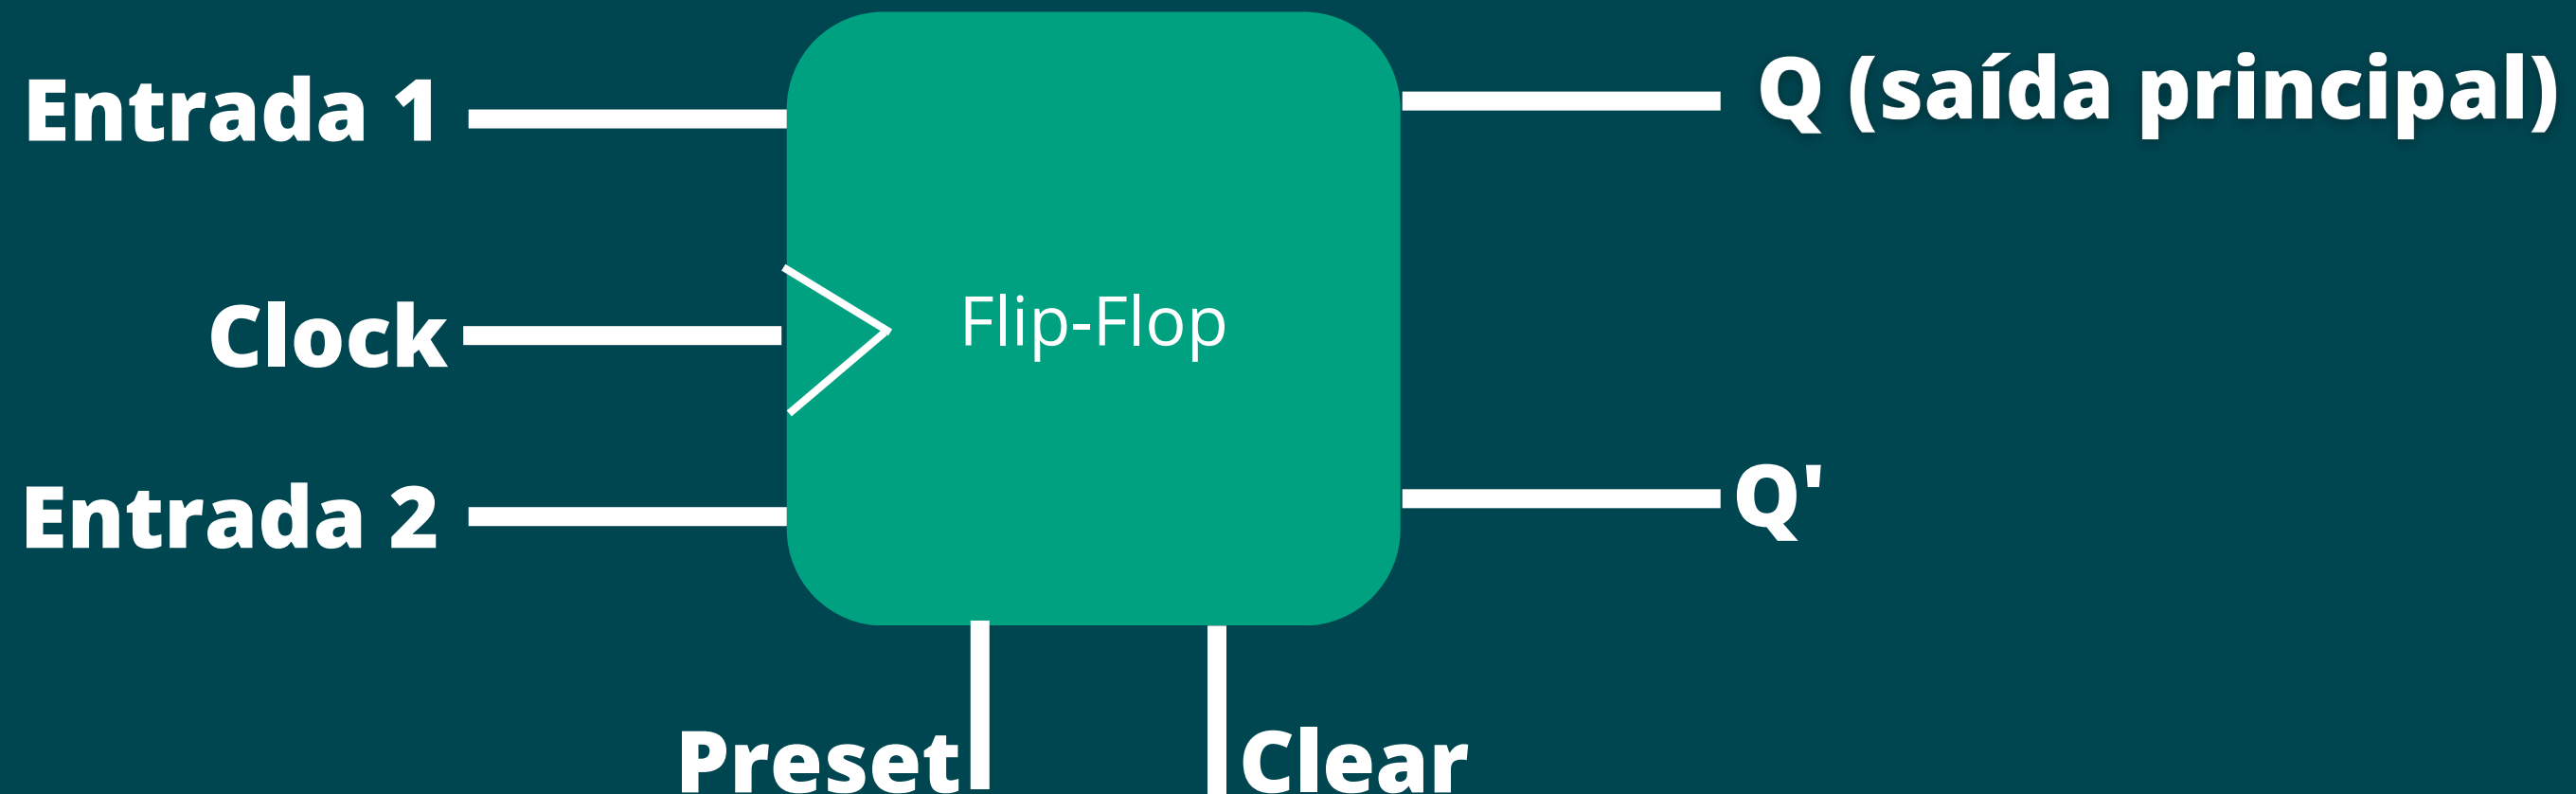 Entrada 1
Q (saída principal)
Clock
Flip-Flop
Entrada 2
Q'
Preset
Clear